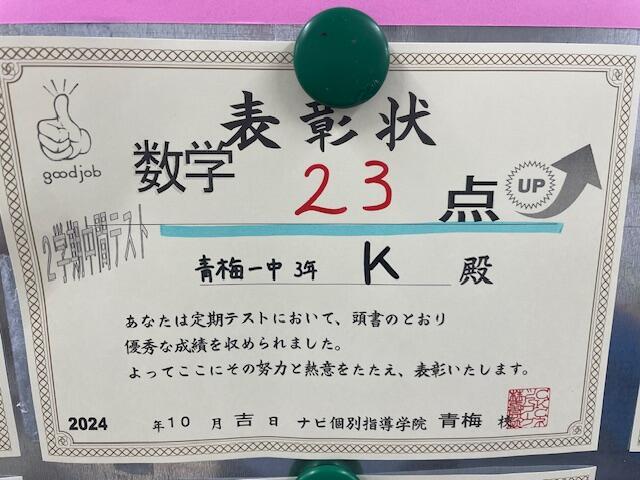 goodjob
表彰状
数学 23 点 UP
2学期中間テスト
青梅一中 3年 K 殿
あなたは定期テストにおいて、頭書のとおり
優秀な成績を収められました。
よってここにその努力と熱意をたたえ、表彰いたします。
2024 年10 月 吉 日 ナビ個別指導学院 青梅 校